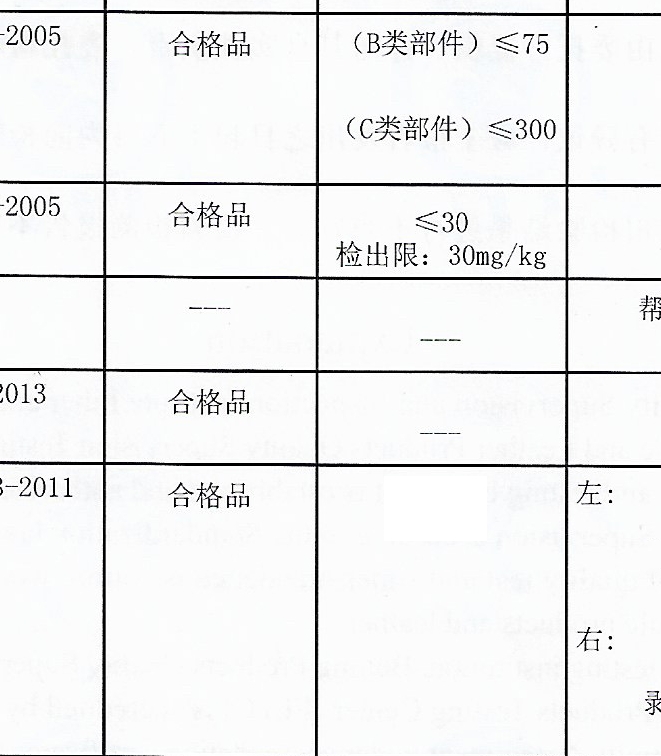 -2005 合格品 （B类部件）≤75
（C类部件）≤300
-2005 合格品 ≤30
检出限：30mg/kg
--- --- 帮
2013 合格品 ---
3-2011 合格品 左:
右:
剥